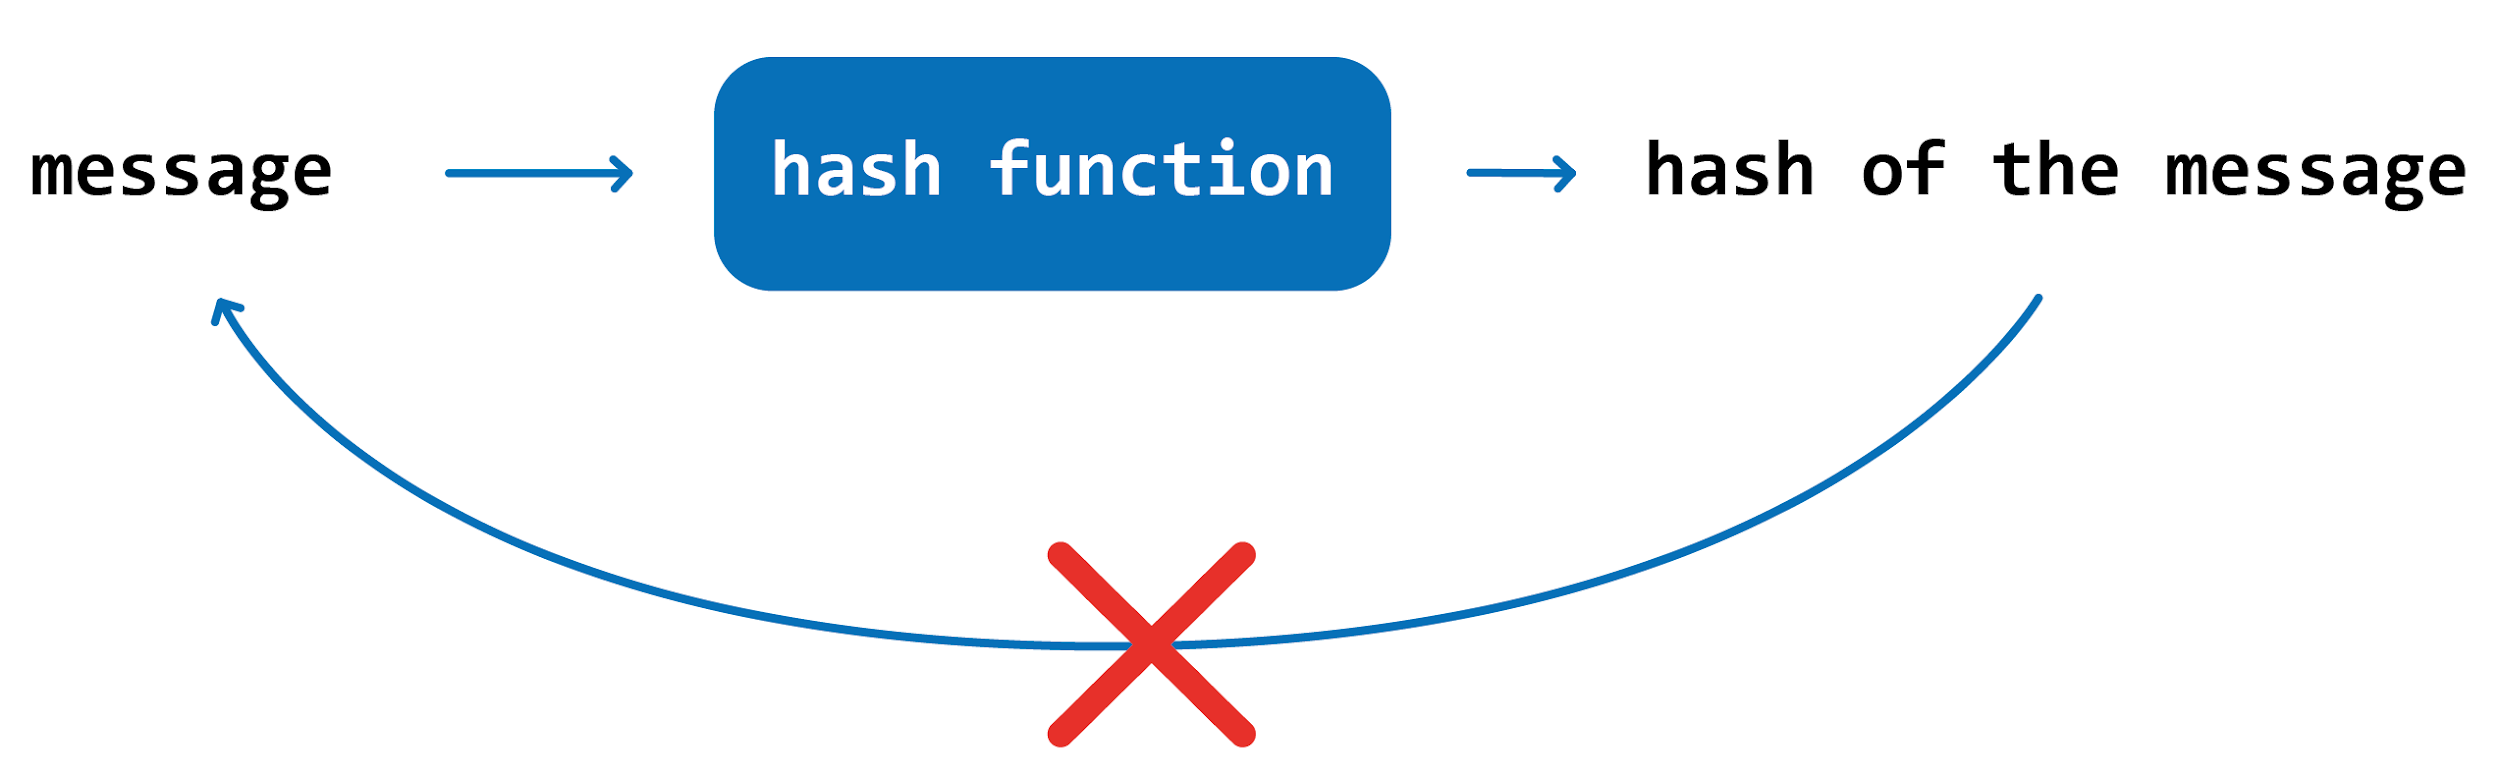 message
hash function
hash of the message